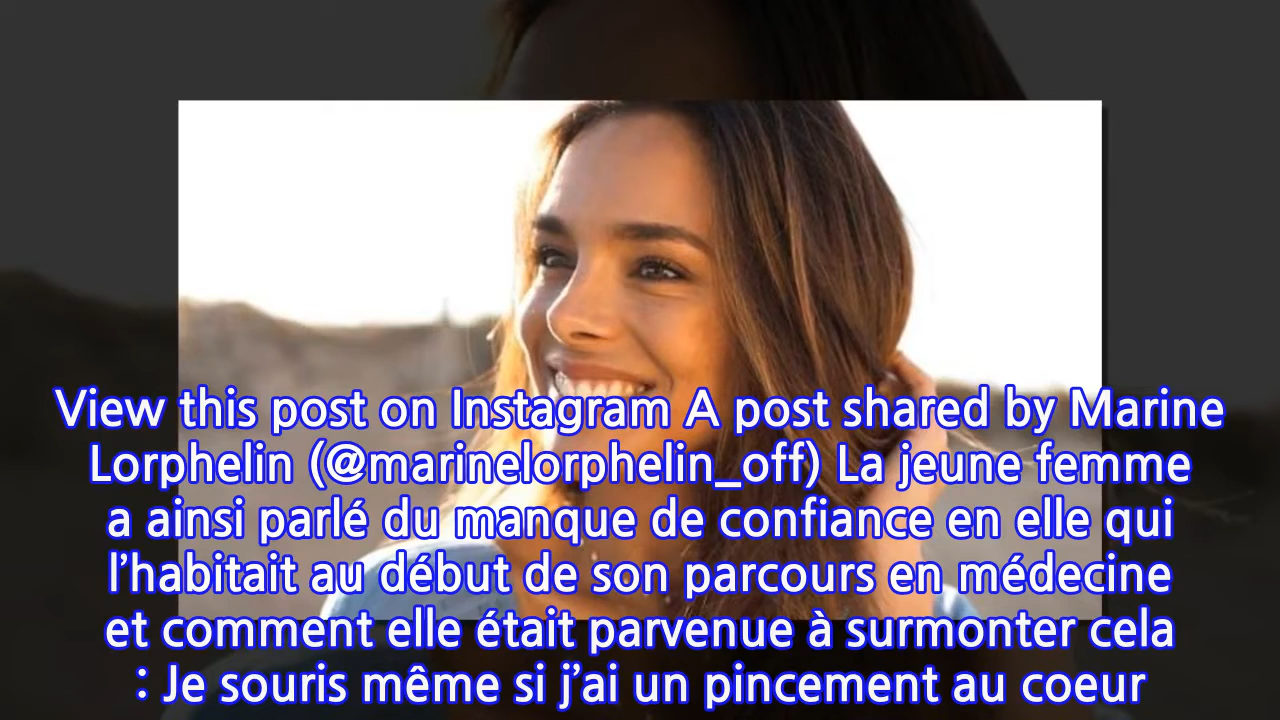 View this post on Instagram A post shared by Marine
Lorphelin (@marinelorphelin_off) La jeune femme
a ainsi parlé du manque de confiance en elle qui
l’habitait au début de son parcours en médecine
et comment elle était parvenue à surmonter cela
: Je souris même si j’ai un pincement au coeur